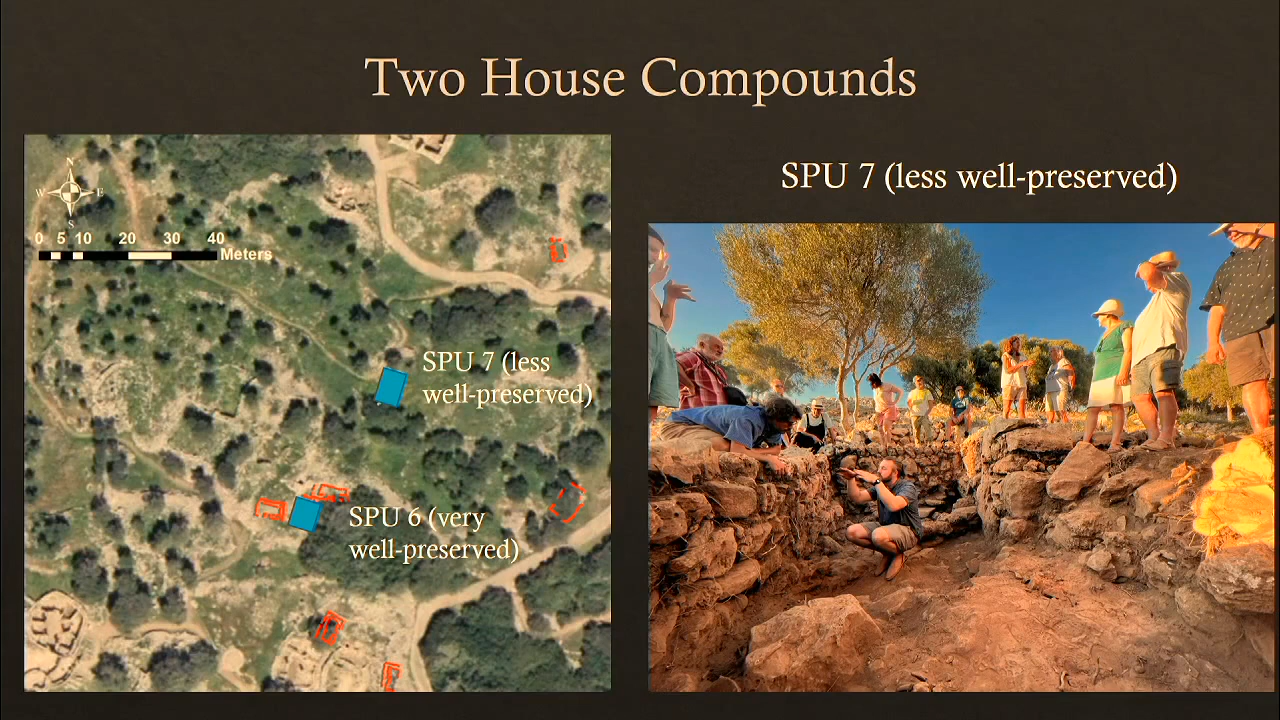 Two House Compounds
N
W E
S
0 5 10 20 30 40
Meters
SPU 7 (less
well-preserved)
SPU 6 (very
well-preserved)
SPU 7 (less well-preserved)